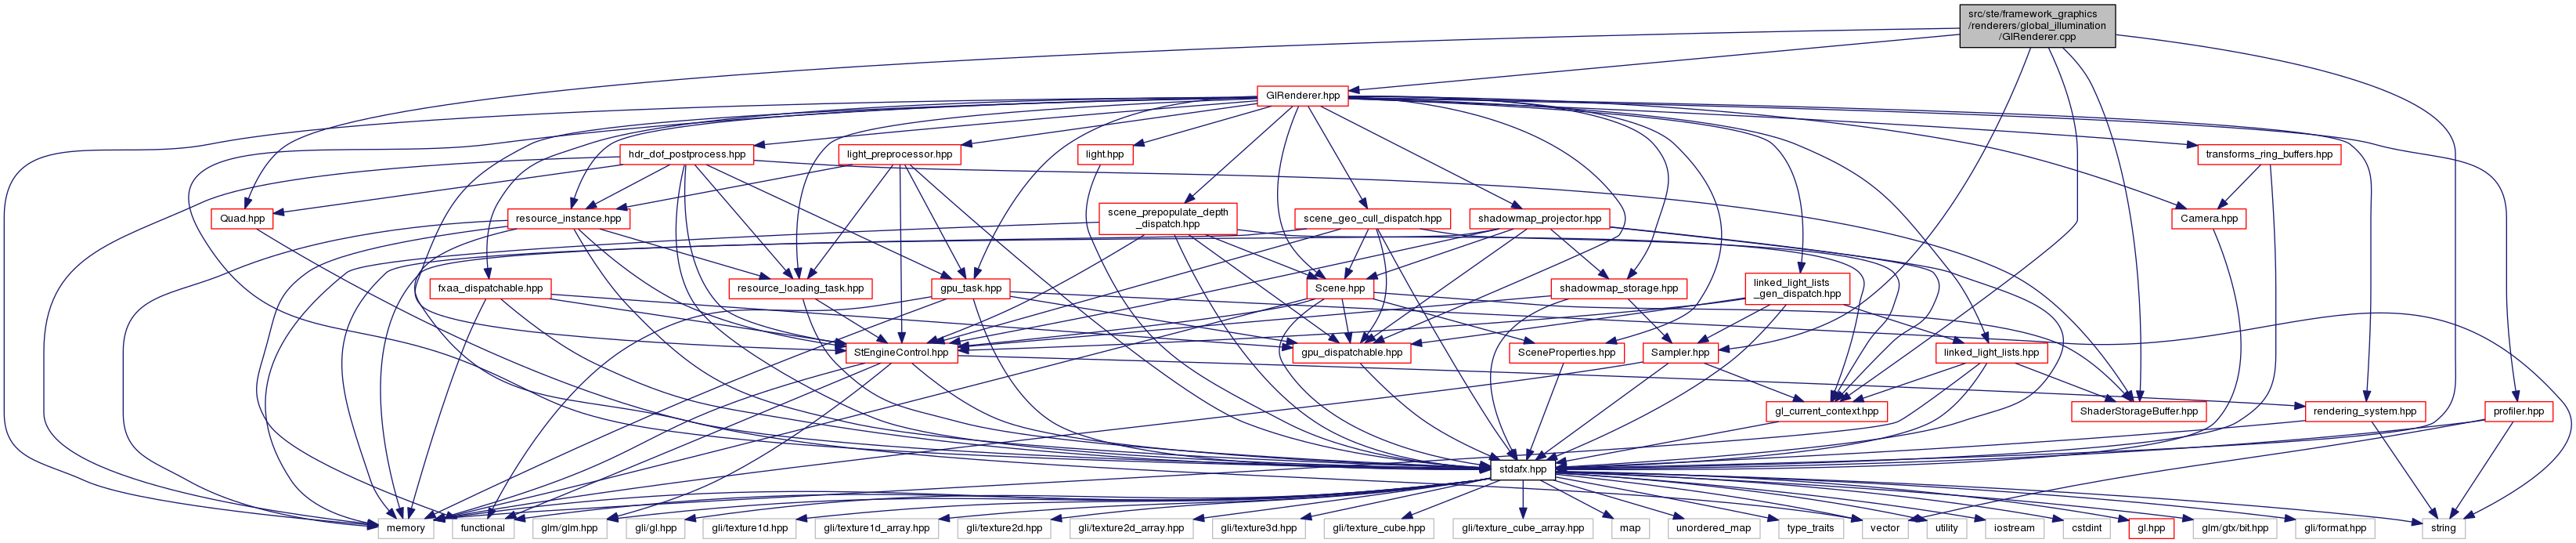 src/ste/framework_graphics
/renderers/global_illumination
/GIRenderer.cpp
GIRenderer.hpp
hdr_dof_postprocess.hpp
light_preprocessor.hpp
light.hpp
transforms_ring_buffers.hpp
Quad.hpp
resource_instance.hpp
scene_prepopulate_depth
_dispatch.hpp
scene_geo_cull_dispatch.hpp
shadowmap_projector.hpp
Camera.hpp
fxaa_dispatchable.hpp
resource_loading_task.hpp
gpu_task.hpp
Scene.hpp
shadowmap_storage.hpp
linked_light_lists
_gen_dispatch.hpp
StEngineControl.hpp
gpu_dispatchable.hpp
SceneProperties.hpp
Sampler.hpp
linked_light_lists.hpp
gl_current_context.hpp
ShaderStorageBuffer.hpp
rendering_system.hpp
profiler.hpp
stdafx.hpp
memory
functional
glm/glm.hpp
gli/gl.hpp
gli/texture1d.hpp
gli/texture1d_array.hpp
gli/texture2d.hpp
gli/texture2d_array.hpp
gli/texture3d.hpp
gli/texture_cube.hpp
gli/texture_cube_array.hpp
map
unordered_map
type_traits
vector
utility
iostream
cstdint
gl.hpp
glm/gtx/bit.hpp
gli/format.hpp
string